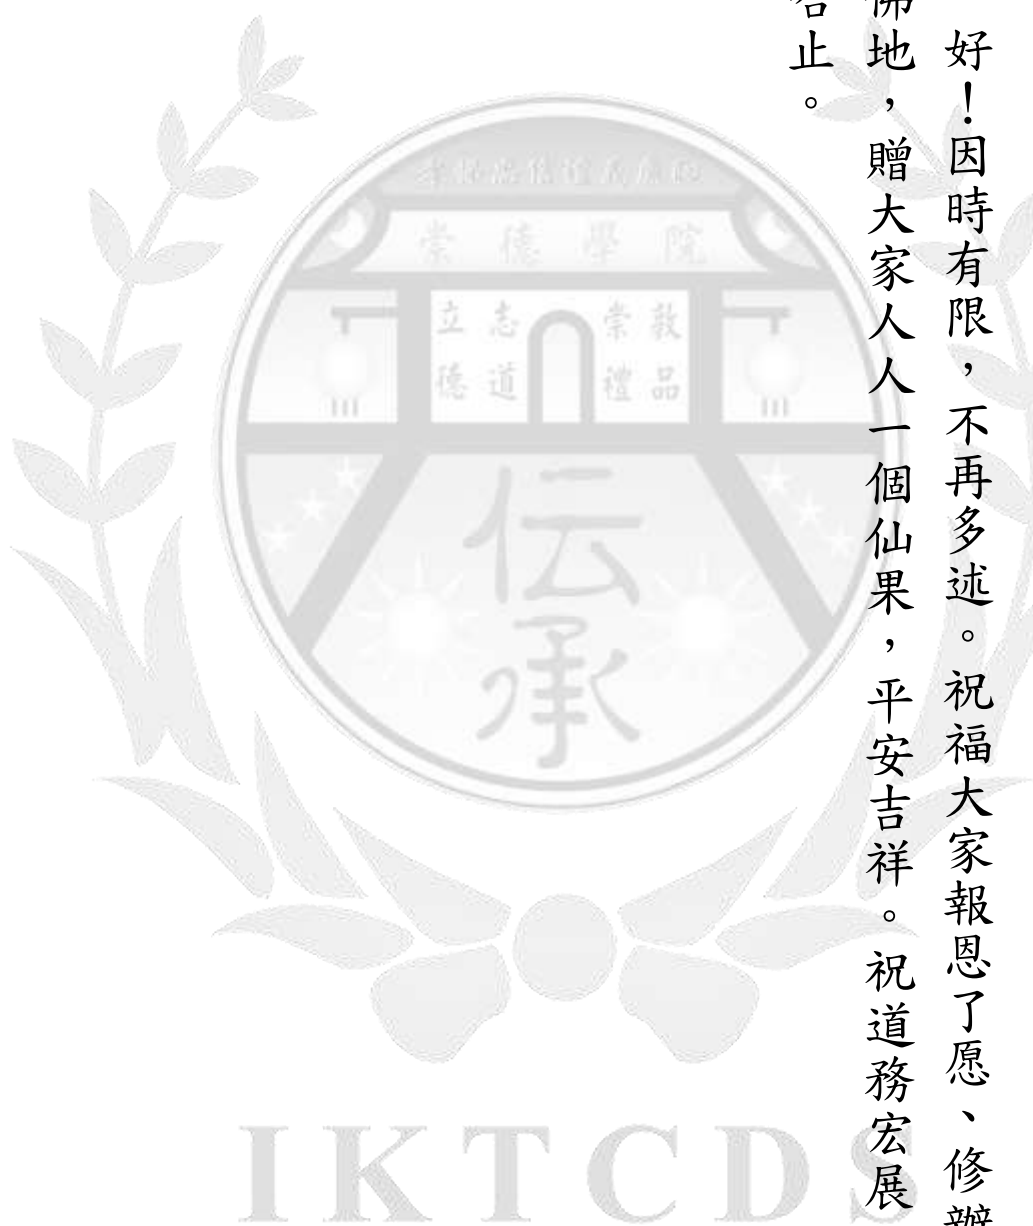 好！因時有限，不再多述。祝福大家報恩了愿、修辦
佛地，贈大家人人一個仙果，平安吉祥。祝道務宏展
止。
崇德學院
立志 崇敦
德道 禮品
伝承
IKTCDS